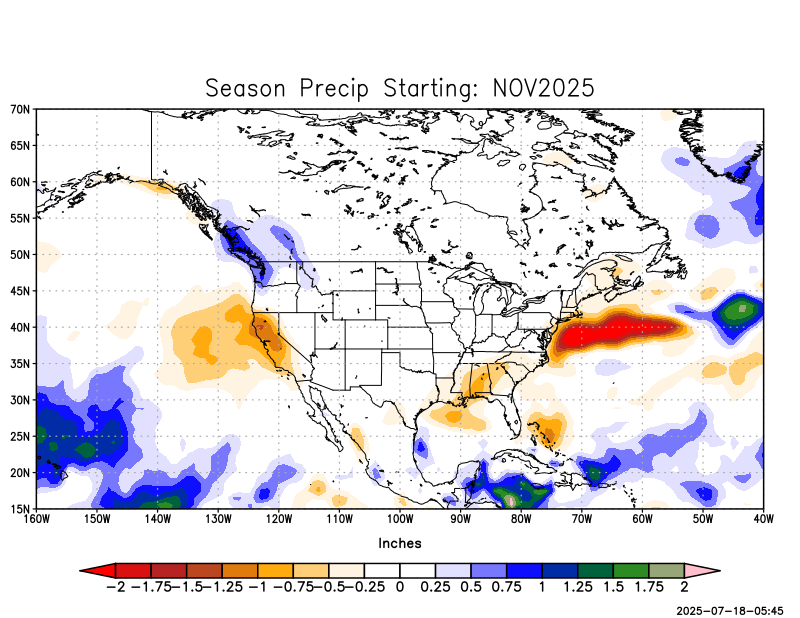 Season Precip Starting: NOV2025
70N
65N
60N
55N
50N
45N
40N
35N
30N
25N
20N
15N
160W 150W 140W 130W 120W 110W 100W 90W 80W 70W 60W 50W 40W
Inches
-2 -1.75 -1.5 -1.25 -1 -0.75 -0.5 -0.25 0 0.25 0.5 0.75 1 1.25 1.5 1.75 2
2025-07-18-05:45